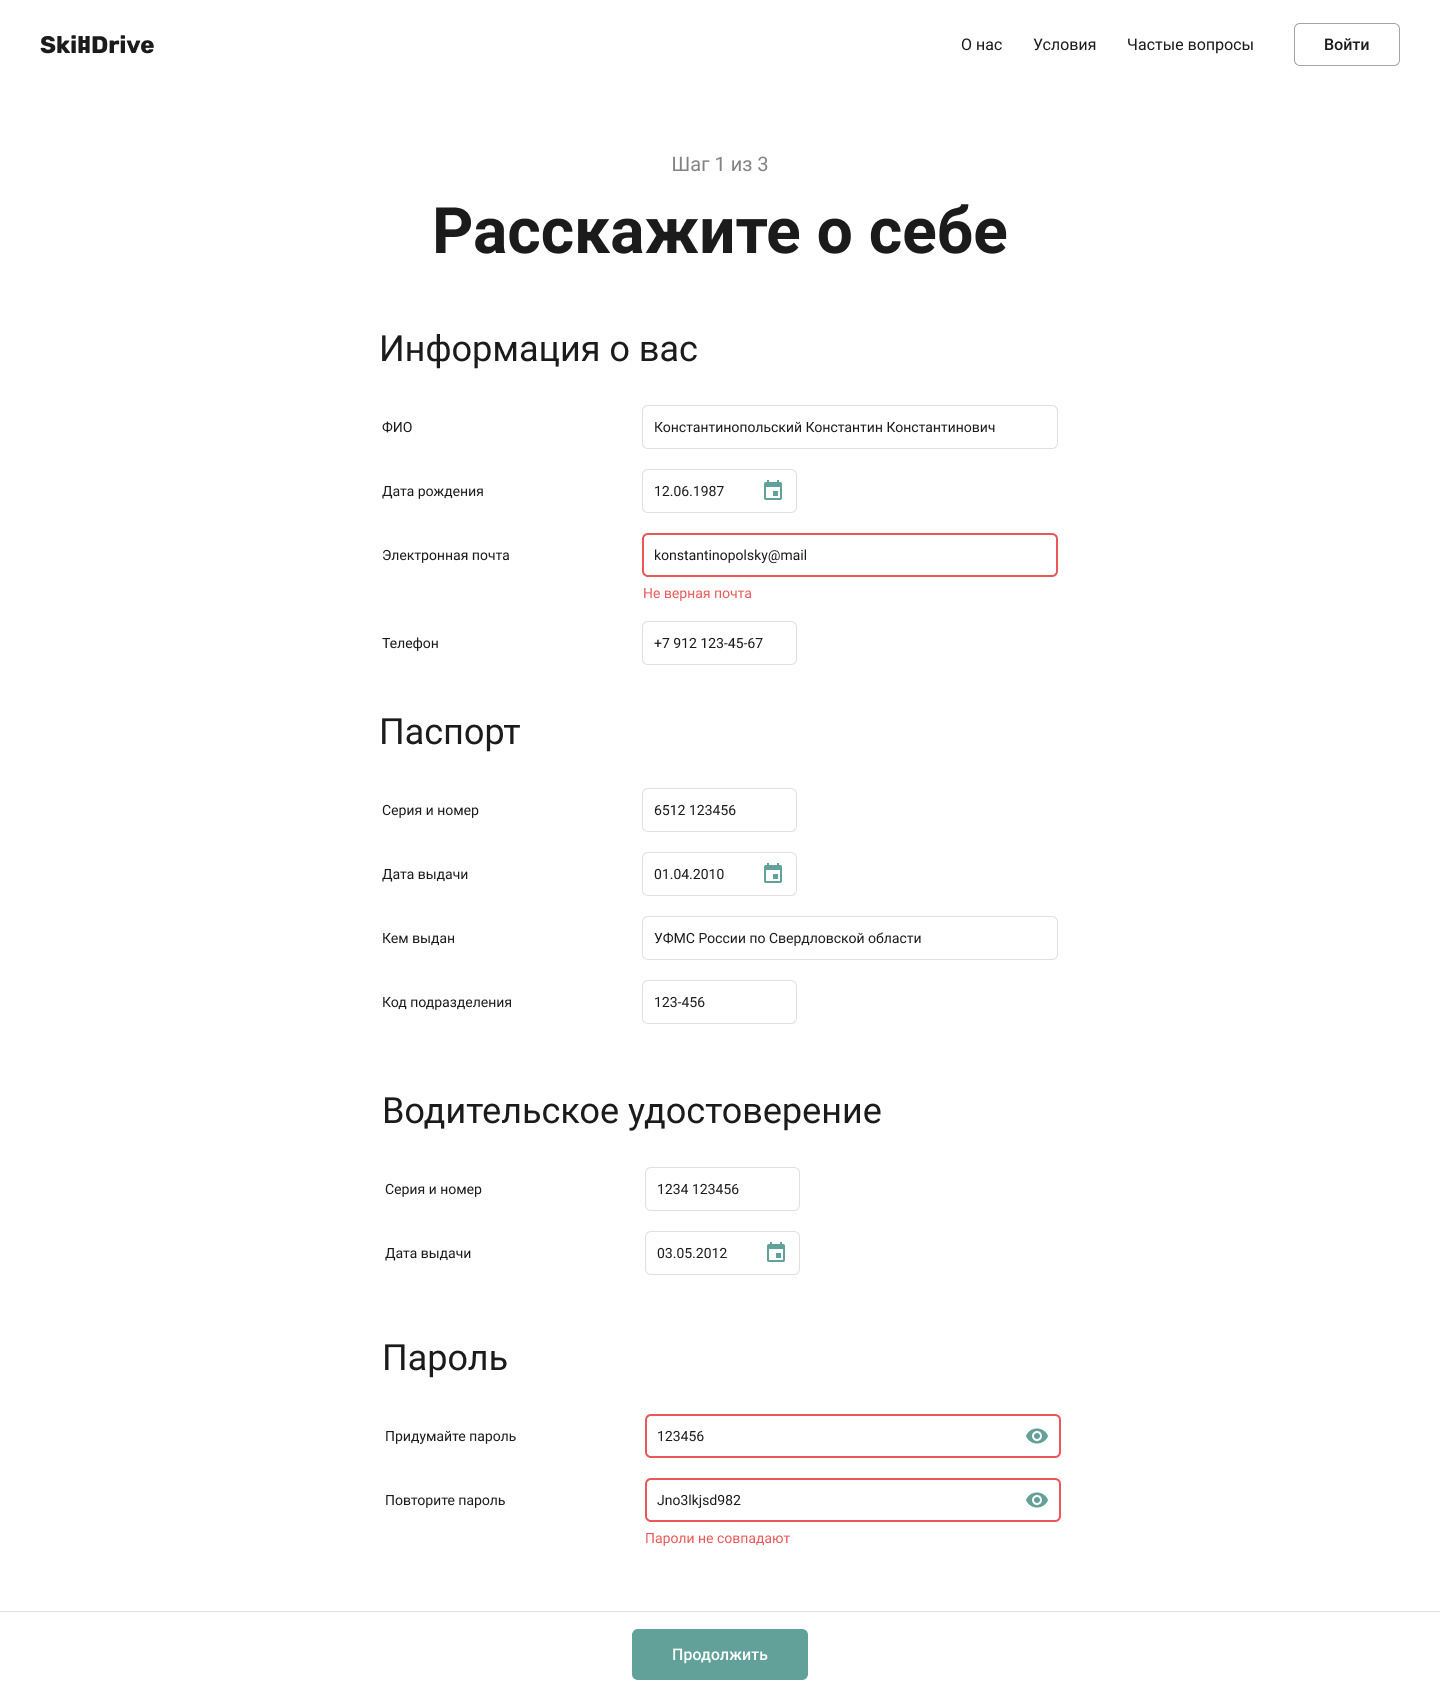 SkillDrive
О нас
Условия
Частые вопросы
Войти
Шаг 1 из 3
Расскажите о себе
Информация о вас
ФИО
Константинопольский Константин Константинович
Дата рождения
12.06.1987
Электронная почта
konstantinopolsky@mail
Не верная почта
Телефон
+7 912 123-45-67
Паспорт
Серия и номер
6512 123456
Дата выдачи
01.04.2010
Кем выдан
УФМС России по Свердловской области
Код подразделения
123-456
Водительское удостоверение
Серия и номер
1234 123456
Дата выдачи
03.05.2012
Пароль
Придумайте пароль
123456
Повторите пароль
Jno3lkjsd982
Пароли не совпадают
Продолжить